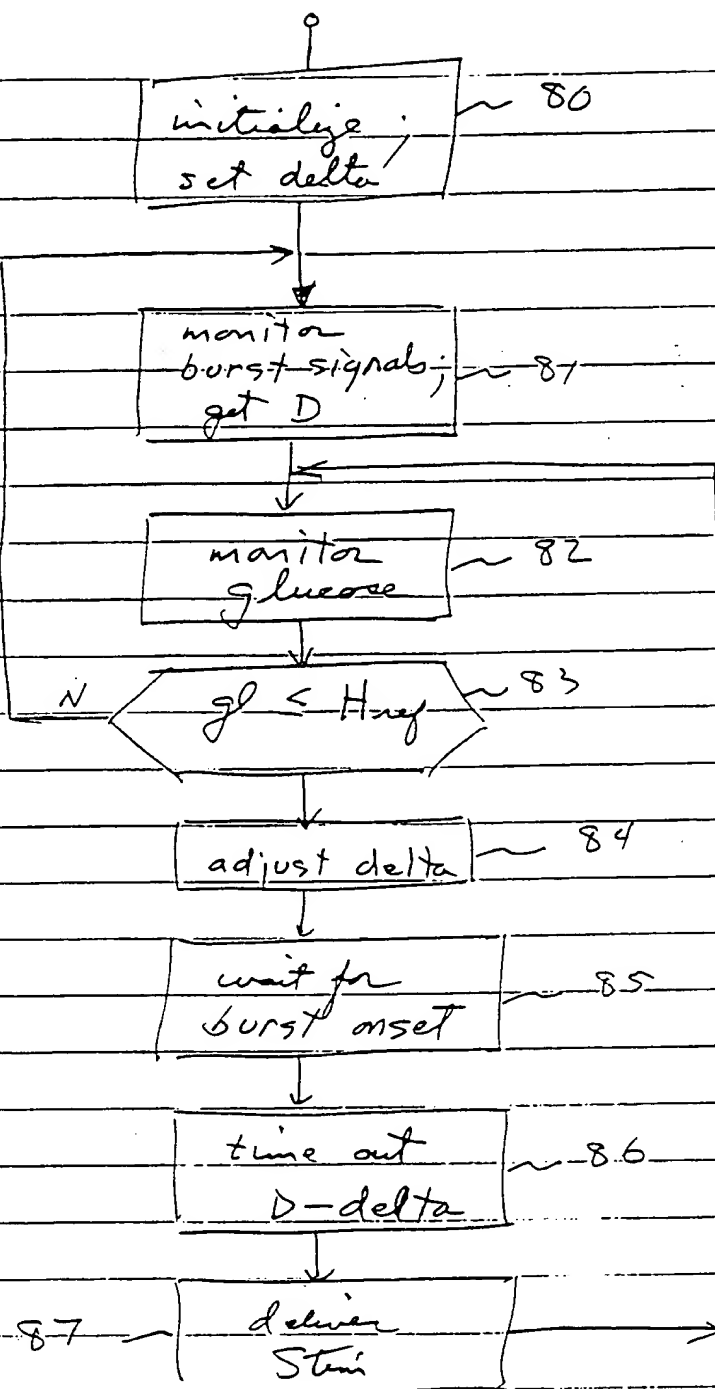 initialize; 80
set delta
monitor
burst signals; 81
get D
monitor 82
glucose
N gl < Href 83
adjust delta 84
wait for 85
burst onset
time out 86
D-delta
87 deliver
Stim